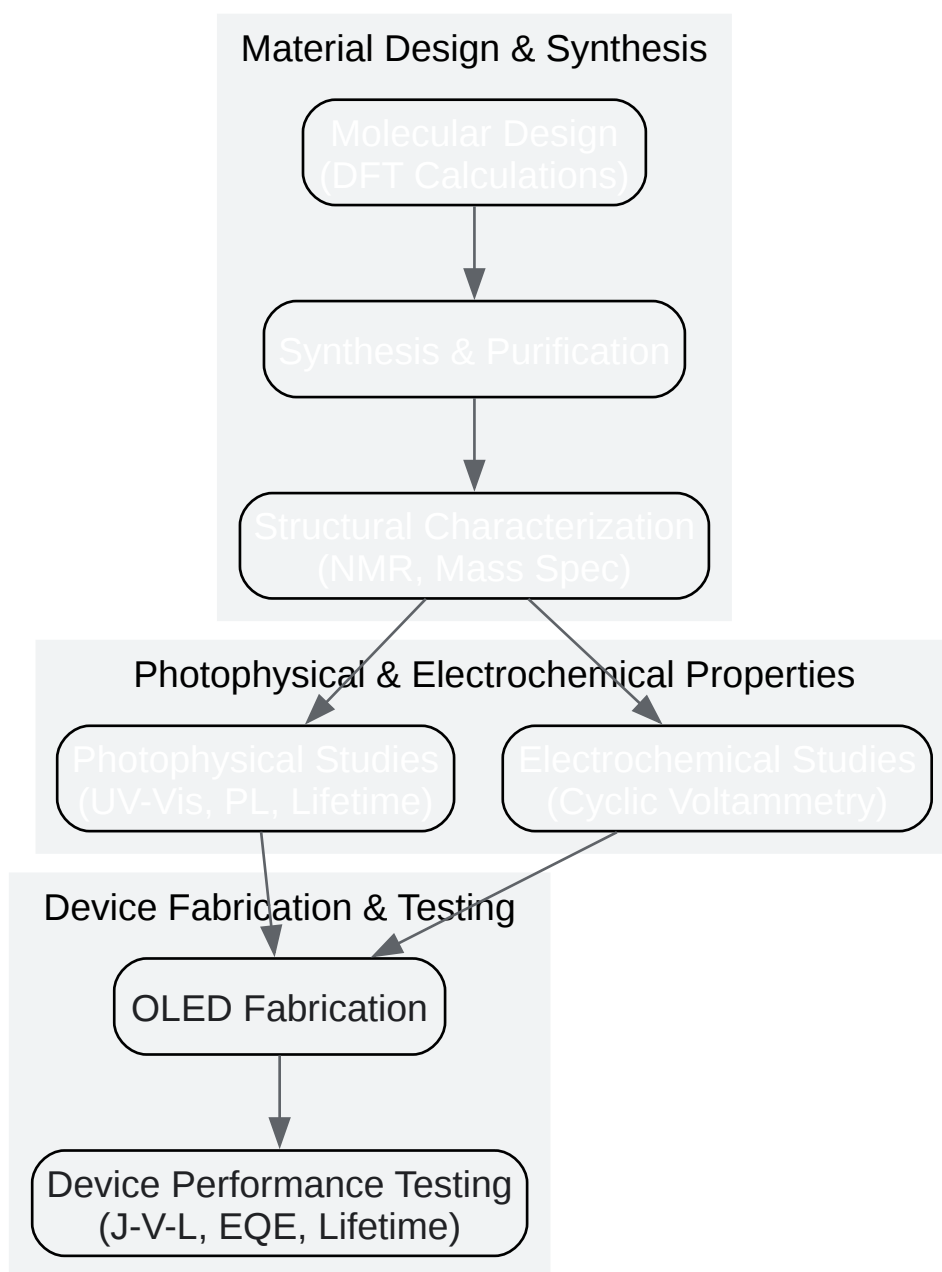 Material Design & Synthesis
Molecular Design
(DFT Calculations)
Synthesis & Purification
Structural Characterization
(NMR, Mass Spec)
Photophysical & Electrochemical Properties
Photophysical Studies
(UV-Vis, PL, Lifetime)
Electrochemical Studies
(Cyclic Voltammetry)
Device Fabrication & Testing
OLED Fabrication
Device Performance Testing
(J-V-L, EQE, Lifetime)